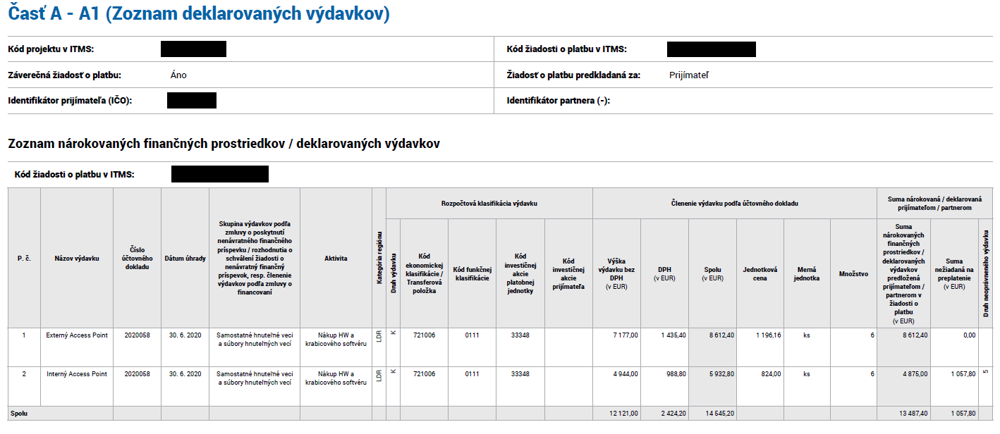 Časť A - A1 (Zoznam deklarovaných výdavkov)
Kód projektu v ITMS:
Kód žiadosti o platbu v ITMS:
Záverečná žiadosť o platbu: Áno
Žiadosť o platbu predkladaná za: Prijímateľ
Identifikátor prijímateľa (IČO):
Identifikátor partnera (-):
Zoznam nárokovaných finančných prostriedkov / deklarovaných výdavkov
Kód žiadosti o platbu v ITMS:
P. č.
Názov výdavku
Číslo
účtovného
dokladu
Dátum úhrady
Skupina výdavkov podľa
zmluvy o poskytnutí
nenávratného finančného
príspevku / rozhodnutia o
schválení žiadosti o
nenávratný finančný
príspevok, resp. členenie
výdavkov podľa zmluvy o
financovaní
Aktivita
Kategória regiónu
Rozpočtová klasifikácia výdavku
Druh výdavku
Kód
ekonomickej
klasifikácie /
Transferová
položka
Kód funkčnej
klasifikácie
Kód
investičnej
akcie
platobnej
jednotky
Kód
investičnej
akcie
prijímateľa
Členenie výdavku podľa účtovného dokladu
Výška
výdavku bez
DPH
(v EUR)
DPH
(v EUR)
Spolu
(v EUR)
Jednotková
cena
Merná
jednotka
Množstvo
Suma nárokovaná / deklarovaná
prijímateľom / partnerom
Suma
nárokovaných
finančných
prostriedkov /
deklarovaných
výdavkov
predložená
prijímateľom /
partnerom v
žiadosti o
platbu
(v EUR)
Suma
nežiadaná na
preplatenie
(v EUR)
Druh neoprávneného výdavku
1 Externý Access Point 2020058 30. 6. 2020 Samostatné hnuteľné veci Nákup HW a LDR K 721006 0111 33348 7 177,00 1 435,40 8 612,40 1 196,16 ks 6 8 612,40 0,00
a súbory hnuteľných vecí krabicového softvéru
2 Interný Access Point 2020058 30. 6. 2020 Samostatné hnuteľné veci Nákup HW a LDR K 721006 0111 33348 4 944,00 988,80 5 932,80 824,00 ks 6 4 875,00 1 057,80 5
a súbory hnuteľných vecí krabicového softvéru
Spolu 12 121,00 2 424,20 14 545,20 13 487,40 1 057,80